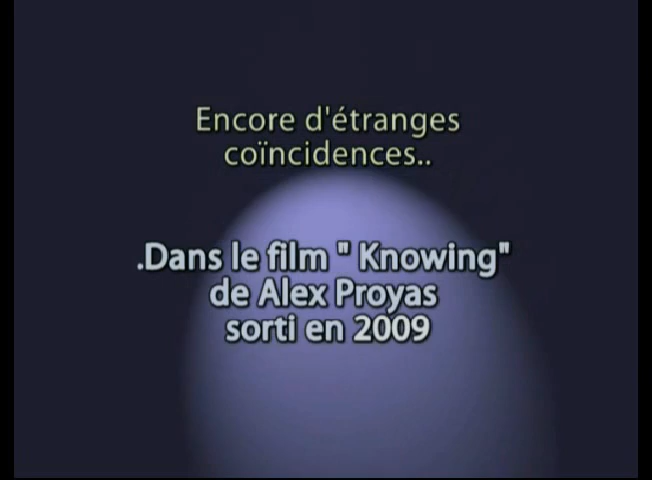 Encore d'étranges
coïncidences..
.Dans le film " Knowing"
de Alex Proyas
sorti en 2009